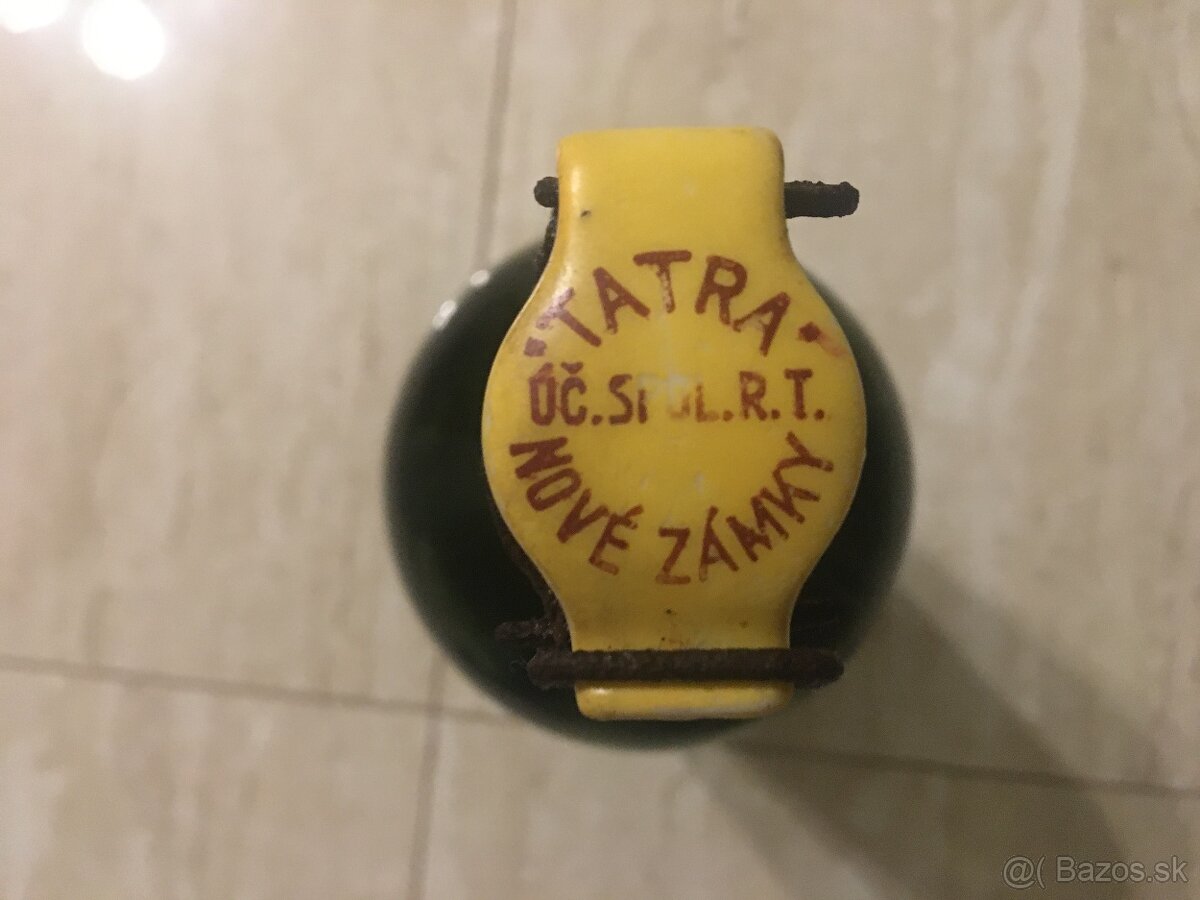 ·TATRA·
ÚČ.SPOL.R.T.
NOVÉ ZÁMKY
@( Bazos.sk